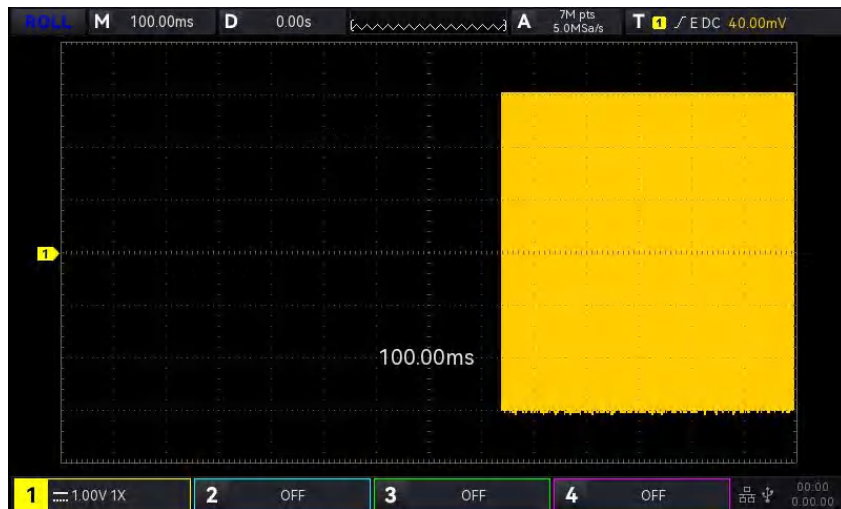 ROLL M 100.00ms D 0.00s A 7M pts T 1 E DC 40.00mV
5.0MSa/s
1
100.00ms
1 1.00V 1X 2 OFF 3 OFF 4 OFF 00:00
0.00.00